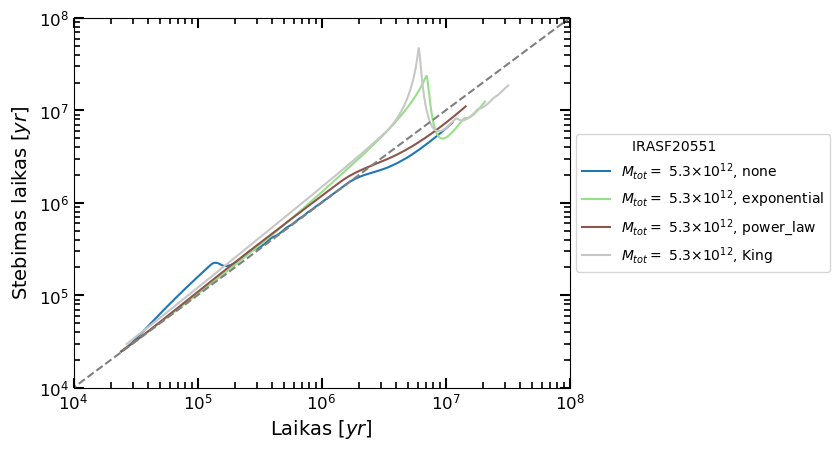 10^8
10^7
10^6
10^5
10^4
Stebimas laikas [yr]
10^4 10^5 10^6 10^7 10^8
Laikas [yr]
IRASF20551
M_tot = 5.3×10^12, none
M_tot = 5.3×10^12, exponential
M_tot = 5.3×10^12, power_law
M_tot = 5.3×10^12, King